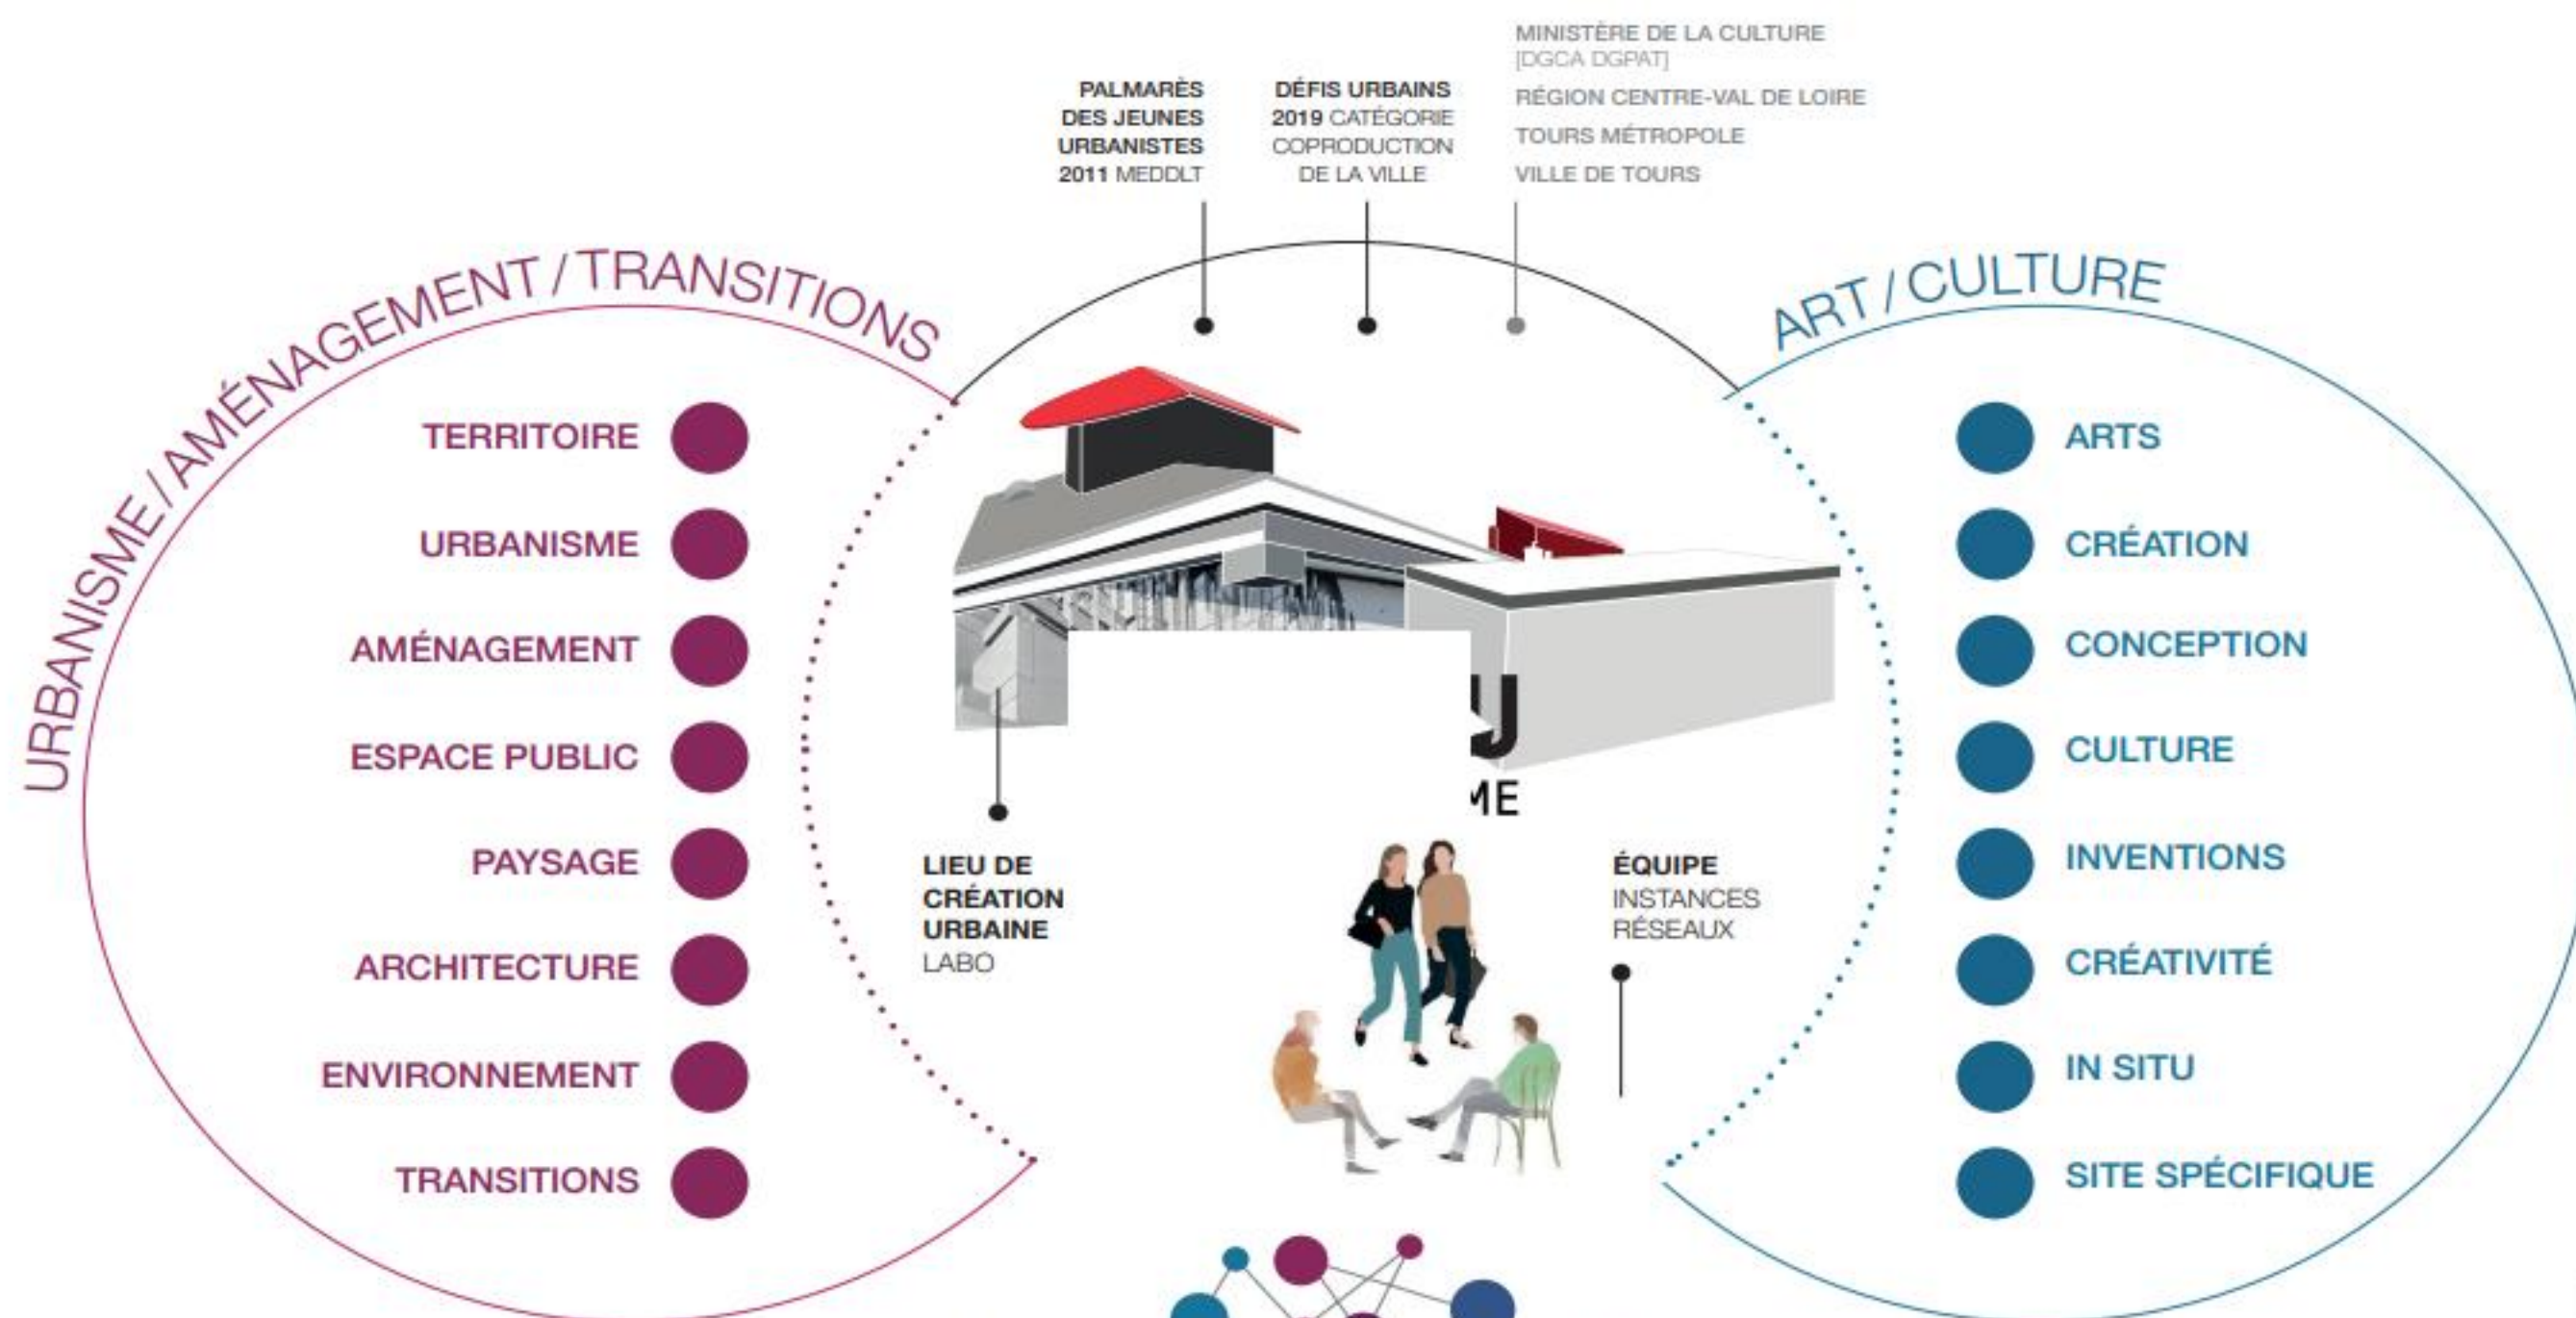 MINISTÈRE DE LA CULTURE
[DGCA DGPAT]
RÉGION CENTRE-VAL DE LOIRE
TOURS MÉTROPOLE
VILLE DE TOURS
PALMARÈS
DES JEUNES
URBANISTES
2011 MEDDLT
DÉFIS URBAINS
2019 CATÉGORIE
COPRODUCTION
DE LA VILLE
URBANISME / AMÉNAGEMENT / TRANSITIONS
TERRITOIRE
URBANISME
AMÉNAGEMENT
ESPACE PUBLIC
PAYSAGE
ARCHITECTURE
ENVIRONNEMENT
TRANSITIONS
LIEU DE
CRÉATION
URBAINE
LABO
ÉQUIPE
INSTANCES
RÉSEAUX
ART / CULTURE
ARTS
CRÉATION
CONCEPTION
CULTURE
INVENTIONS
CRÉATIVITÉ
IN SITU
SITE SPÉCIFIQUE